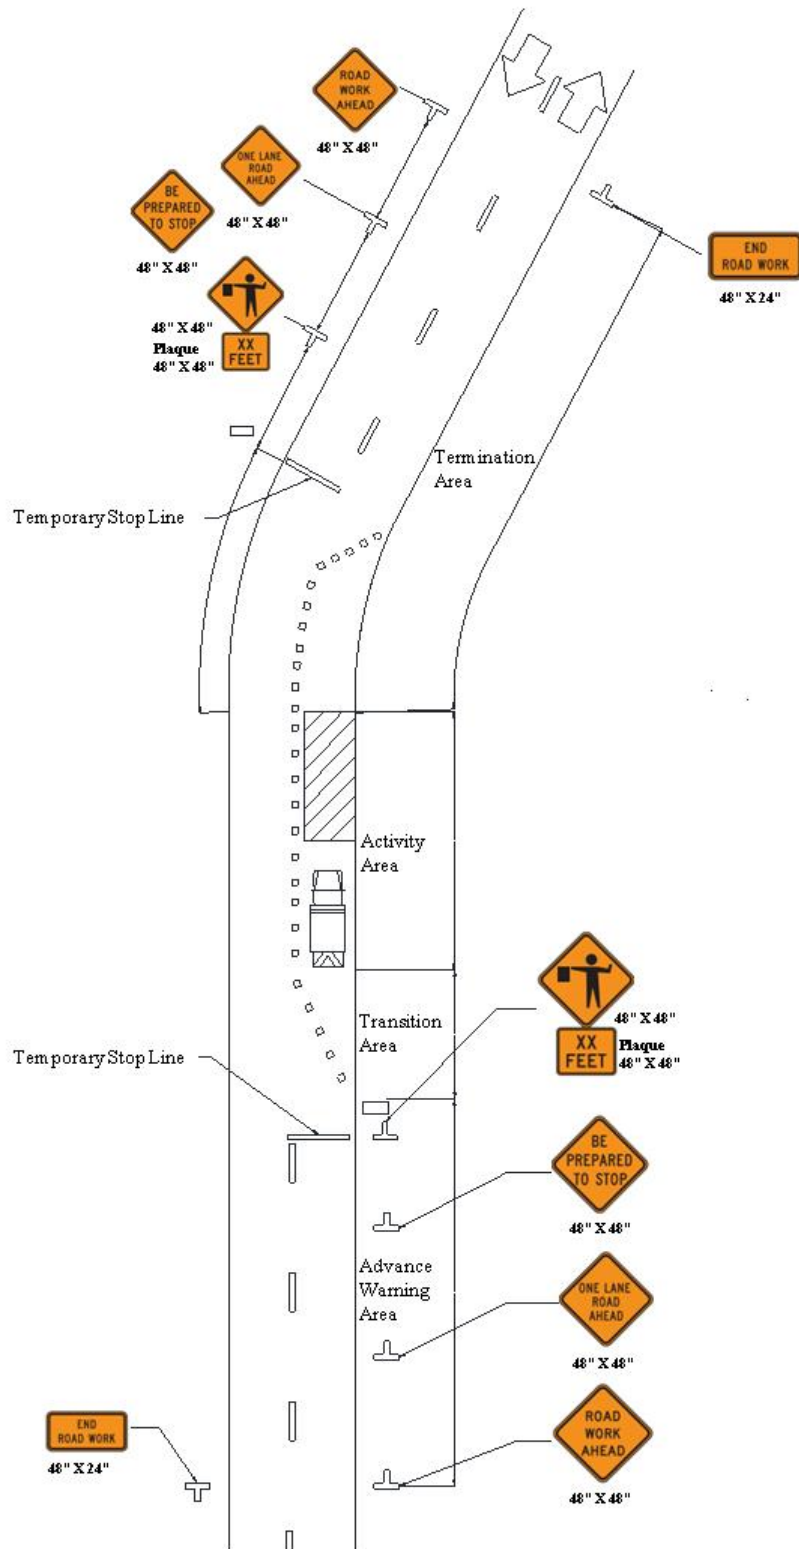 ROAD
WORK
AHEAD
48" X 48"
ONE LANE
ROAD
AHEAD
48" X 48"
BE
PREPARED
TO STOP
48" X 48"
48" X 48"
Plaque
48" X 48"
XX
FEET
END
ROAD WORK
48" X 24"
Termination
Area
Temporary Stop Line
Activity
Area
Transition
Area
48" X 48"
XX
FEET
Plaque
48" X 48"
Temporary Stop Line
BE
PREPARED
TO STOP
48" X 48"
Advance
Warning
Area
ONE LANE
ROAD
AHEAD
48" X 48"
ROAD
WORK
AHEAD
48" X 48"
END
ROAD WORK
48" X 24"